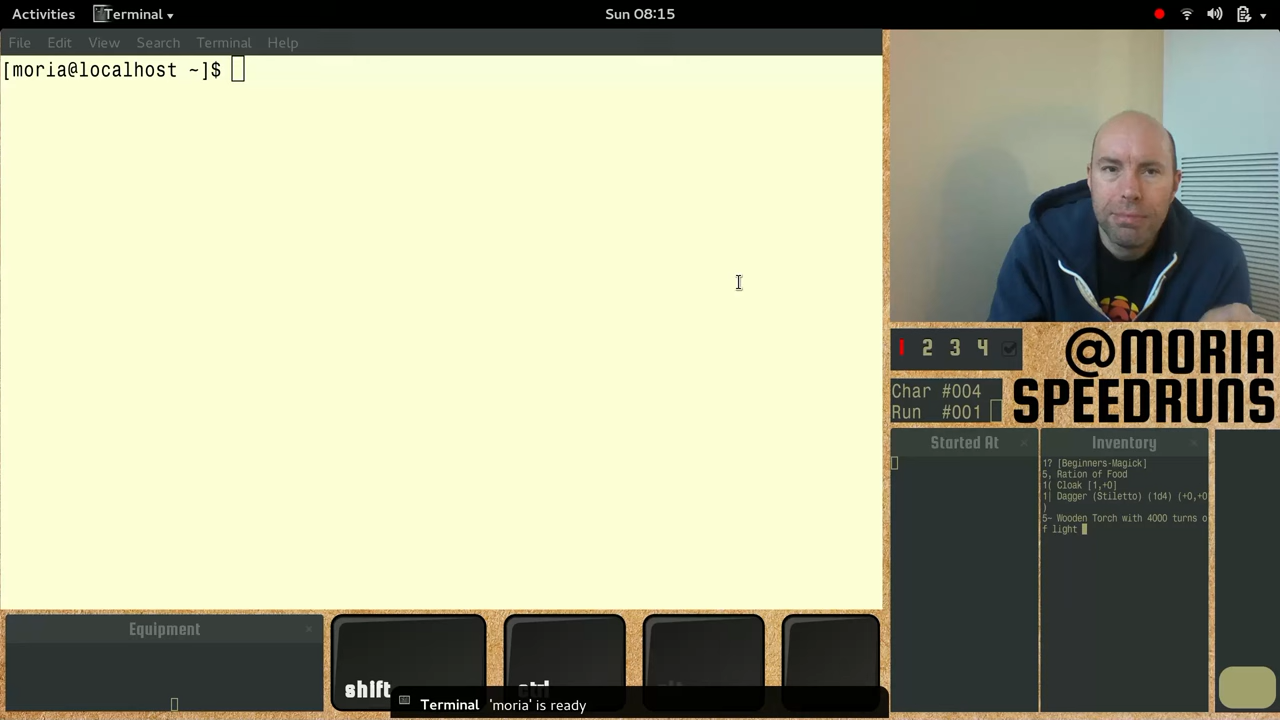 Activities Terminal Sun 08:15
File Edit View Search Terminal Help
[moria@localhost ~]$
1 2 3 4
@MORIA
SPEEDRUNS
Char #004
Run #001
Started At
Inventory
1? [Beginners-Magick]
5, Ration of Food
1( Cloak [1,+0]
1| Dagger (Stiletto) (1d4) (+0,+0
)
5~ Wooden Torch with 4000 turns o
f light
Equipment
shift
ctrl
alt
Terminal 'moria' is ready